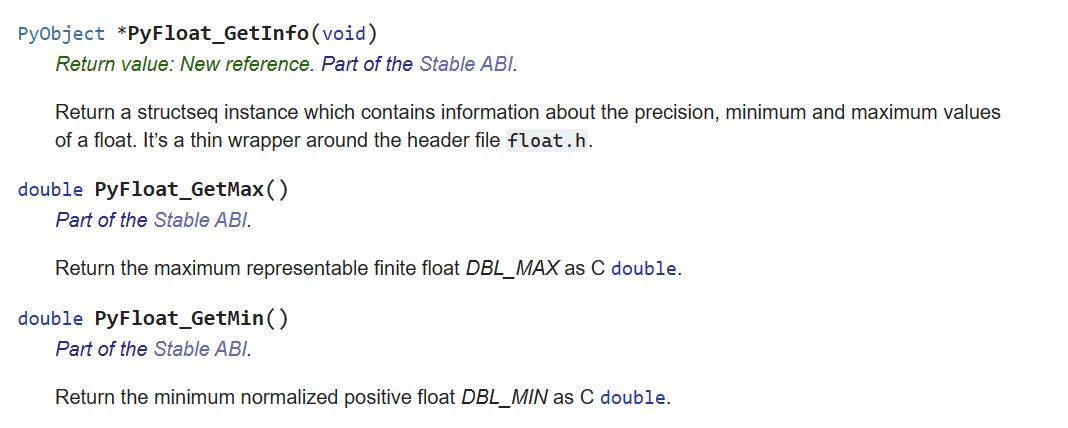 PyObject *PyFloat_GetInfo(void)
Return value: New reference. Part of the Stable ABI.
Return a structseq instance which contains information about the precision, minimum and maximum values
of a float. It’s a thin wrapper around the header file float.h.
double PyFloat_GetMax()
Part of the Stable ABI.
Return the maximum representable finite float DBL_MAX as C double.
double PyFloat_GetMin()
Part of the Stable ABI.
Return the minimum normalized positive float DBL_MIN as C double.